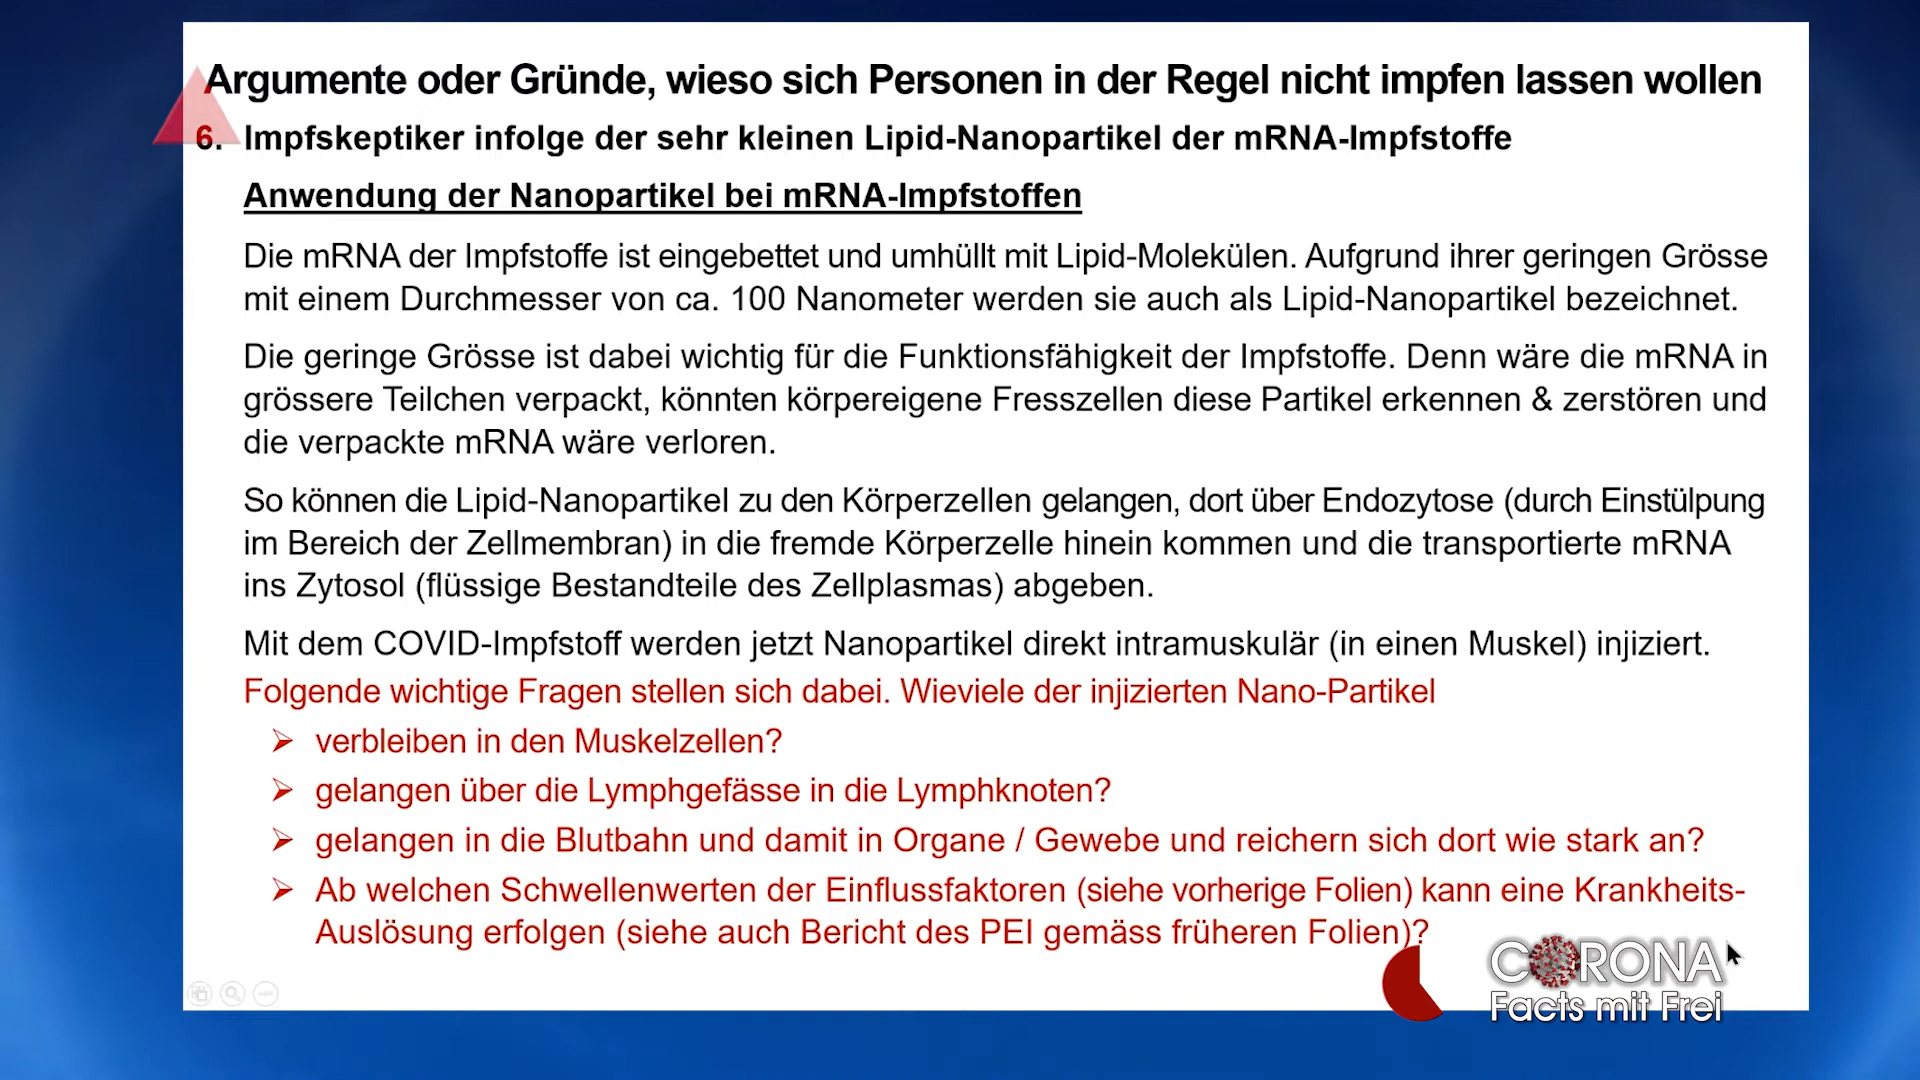 Argumente oder Gründe, wieso sich Personen in der Regel nicht impfen lassen wollen
6. Impfskeptiker infolge der sehr kleinen Lipid-Nanopartikel der mRNA-Impfstoffe
Anwendung der Nanopartikel bei mRNA-Impfstoffen
Die mRNA der Impfstoffe ist eingebettet und umhüllt mit Lipid-Molekülen. Aufgrund ihrer geringen Grösse
mit einem Durchmesser von ca. 100 Nanometer werden sie auch als Lipid-Nanopartikel bezeichnet.
Die geringe Grösse ist dabei wichtig für die Funktionsfähigkeit der Impfstoffe. Denn wäre die mRNA in
grössere Teilchen verpackt, könnten körpereigene Fresszellen diese Partikel erkennen & zerstören und
die verpackte mRNA wäre verloren.
So können die Lipid-Nanopartikel zu den Körperzellen gelangen, dort über Endozytose (durch Einstülpung
im Bereich der Zellmembran) in die fremde Körperzelle hinein kommen und die transportierte mRNA
ins Zytosol (flüssige Bestandteile des Zellplasmas) abgeben.
Mit dem COVID-Impfstoff werden jetzt Nanopartikel direkt intramuskulär (in einen Muskel) injiziert.
Folgende wichtige Fragen stellen sich dabei. Wieviele der injizierten Nano-Partikel
➢ verbleiben in den Muskelzellen?
➢ gelangen über die Lymphgefässe in die Lymphknoten?
➢ gelangen in die Blutbahn und damit in Organe / Gewebe und reichern sich dort wie stark an?
➢ Ab welchen Schwellenwerten der Einflussfaktoren (siehe vorherige Folien) kann eine Krankheits-
Auslösung erfolgen (siehe auch Bericht des PEI gemäss früheren Folien)?
CORONA
Facts mit Frei